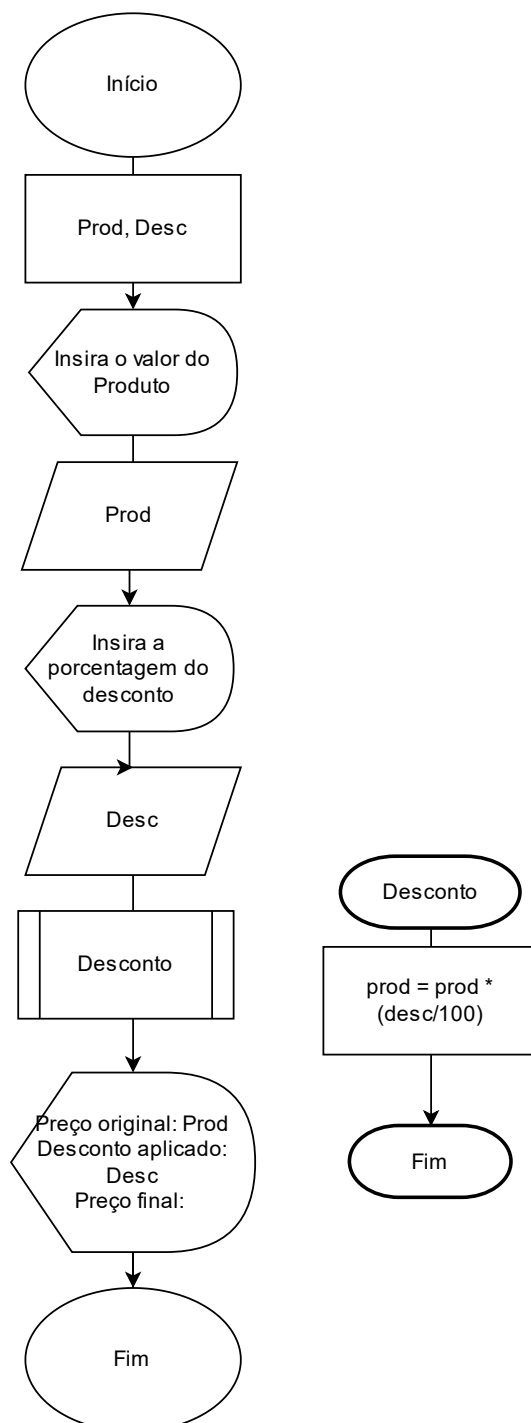 Início
Prod, Desc
Insira o valor do
Produto
Prod
Insira a
porcentagem do
desconto
Desc
Desconto
Preço original: Prod
Desconto aplicado:
Desc
Preço final:
Fim
Desconto
prod = prod *
(desc/100)
Fim